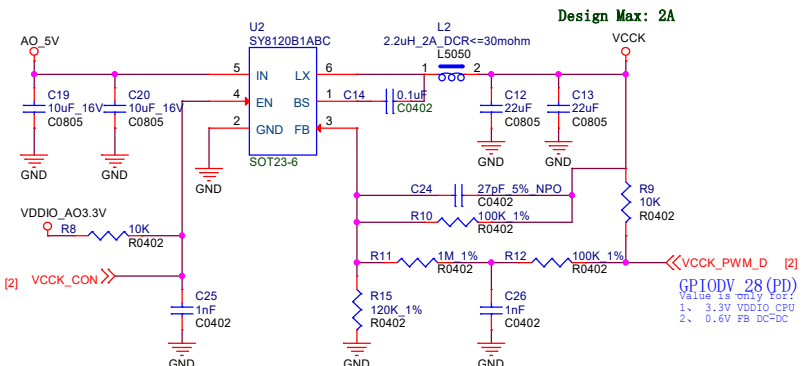 Design Max: 2A
AO_5V
U2
SY8120B1ABC
L2
2.2uH_2A_DCR<=30mohm
L5050
VCCK
5 IN LX 6
4 EN BS 1
2 GND FB 3
SOT23-6
1 2
C14 0.1uF
C0402
C19
10uF_16V
C0805
C20
10uF_16V
C0805
C12
22uF
C0805
C13
22uF
C0805
GND
GND
GND
GND
GND
C24 27pF_5%_NPO
C0402
R10 100K_1%
R0402
R9
10K
R0402
VDDIO_AO3.3V
R8 10K
R0402
R11 1M_1%
R0402
R12 100K_1%
R0402
VCCK_PWM_D [2]
[2] VCCK_CON
GPIODV_28(PD)
Value is only for:
1、 3.3V VDDIO_CPU
2、 0.6V FB DC-DC
C25
1nF
C0402
R15
120K_1%
R0402
C26
1nF
C0402
GND
GND
GND